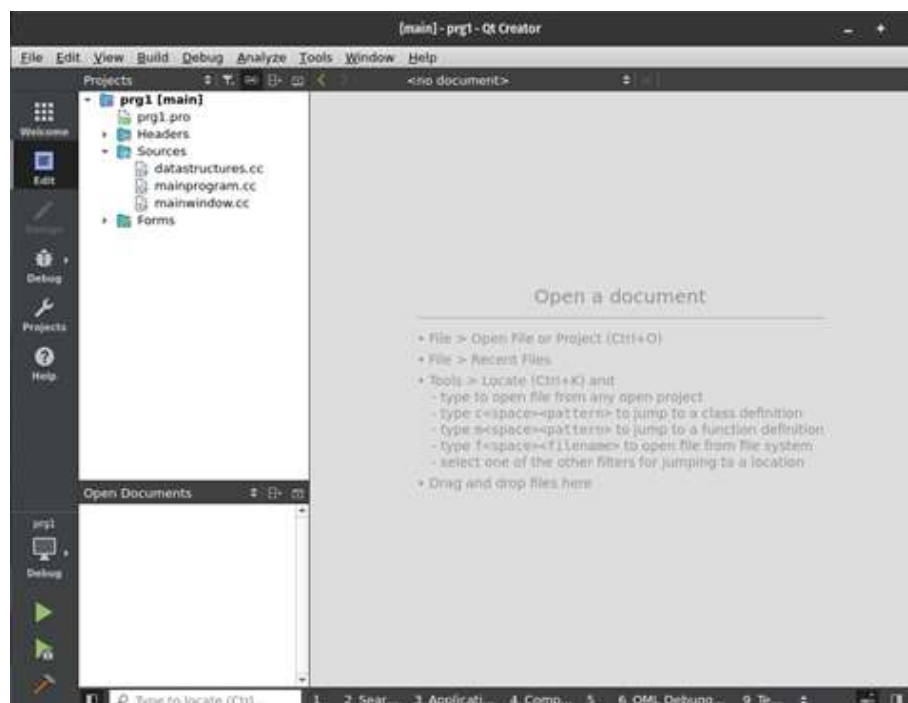 [main] - prg1 - Qt Creator
File Edit View Build Debug Analyze Tools Window Help
Projects
<no document>
Welcome
Edit
Design
Debug
Projects
Help
prg1 [main]
prg1.pro
Headers
Sources
datastructures.cc
mainprogram.cc
mainwindow.cc
Forms
Open a document
• File > Open File or Project (Ctrl+O)
• File > Recent Files
• Tools > Locate (Ctrl+K) and
- type to open file from any open project
- type c<space><pattern> to jump to a class definition
- type m<space><pattern> to jump to a function definition
- type f<space><filename> to open file from file system
- select one of the other filters for jumping to a location
• Drag and drop files here
Open Documents
prg1
Debug
Type to locate (Ctrl...
1 2 Sear... 3 Applicati... 4 Comp... 5 6 QML Debugg... 9 Te...